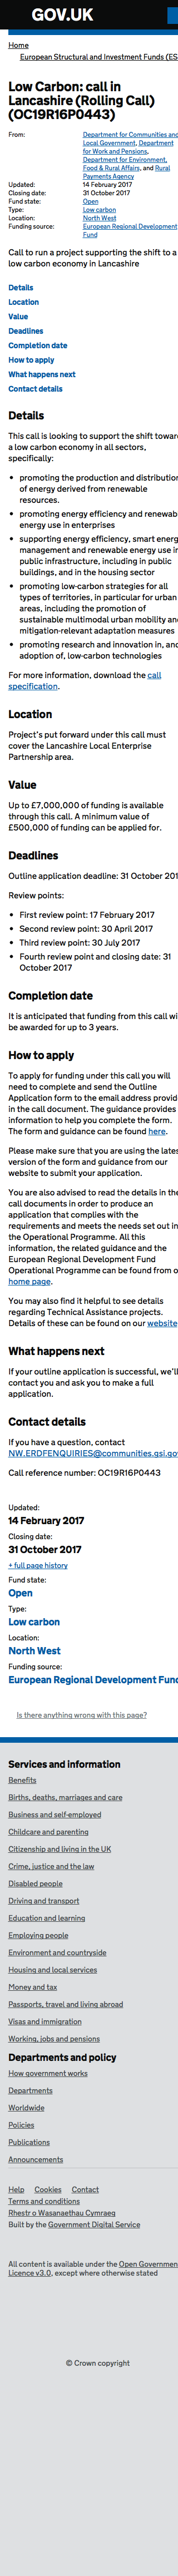 GOV.UK
Home
European Structural and Investment Funds (ES
Low Carbon: call in
Lancashire (Rolling Call)
(OC19R16P0443)
From:
Department for Communities and
Local Government, Department
for Work and Pensions,
Department for Environment,
Food & Rural Affairs, and Rural
Payments Agency
Updated:
14 February 2017
Closing date:
31 October 2017
Fund state:
Open
Type:
Low carbon
Location:
North West
Funding source:
European Regional Development
Fund
Call to run a project supporting the shift to a
low carbon economy in Lancashire
Details
Location
Value
Deadlines
Completion date
How to apply
What happens next
Contact details
Details
This call is looking to support the shift towar
a low carbon economy in all sectors,
specifically:
• promoting the production and distribution
of energy derived from renewable
resources.
• promoting energy efficiency and renewab
energy use in enterprises
• supporting energy efficiency, smart energ
management and renewable energy use in
public infrastructure, including in public
buildings, and in the housing sector
• promoting low-carbon strategies for all
types of territories, in particular for urban
areas, including the promotion of
sustainable multimodal urban mobility an
mitigation-relevant adaptation measures
• promoting research and innovation in, and
adoption of, low-carbon technologies
For more information, download the call
specification.
Location
Project's put forward under this call must
cover the Lancashire Local Enterprise
Partnership area.
Value
Up to £7,000,000 of funding is available
through this call. A minimum value of
£500,000 of funding can be applied for.
Deadlines
Outline application deadline: 31 October 201
Review points:
• First review point: 17 February 2017
• Second review point: 30 April 2017
• Third review point: 30 July 2017
• Fourth review point and closing date: 31
October 2017
Completion date
It is anticipated that funding from this call wi
be awarded for up to 3 years.
How to apply
To apply for funding under this call you will
need to complete and send the Outline
Application form to the email address provid
in the call document. The guidance provides
information to help you complete the form.
The form and guidance can be found here.
Please make sure that you are using the lates
version of the form and guidance from our
website to submit your application.
You are also advised to read the details in th
call documents in order to produce an
application that complies with the
requirements and meets the needs set out in
the Operational Programme. All this
information, the related guidance and the
European Regional Development Fund
Operational Programme can be found from o
home page.
You may also find it helpful to see details
regarding Technical Assistance projects.
Details of these can be found on our website
What happens next
If your outline application is successful, we'll
contact you and ask you to make a full
application.
Contact details
If you have a question, contact
NW.ERDFENQUIRIES@communities.gsi.go
Call reference number: OC19R16P0443
Updated:
14 February 2017
Closing date:
31 October 2017
+ full page history
Fund state:
Open
Type:
Low carbon
Location:
North West
Funding source:
European Regional Development Fund
Is there anything wrong with this page?
Services and information
Benefits
Births, deaths, marriages and care
Business and self-employed
Childcare and parenting
Citizenship and living in the UK
Crime, justice and the law
Disabled people
Driving and transport
Education and learning
Employing people
Environment and countryside
Housing and local services
Money and tax
Passports, travel and living abroad
Visas and immigration
Working, jobs and pensions
Departments and policy
How government works
Departments
Worldwide
Policies
Publications
Announcements
Help Cookies Contact
Terms and conditions
Rhestr o Wasanaethau Cymraeg
Built by the Government Digital Service
All content is available under the Open Governmen
Licence v3.0, except where otherwise stated
© Crown copyright